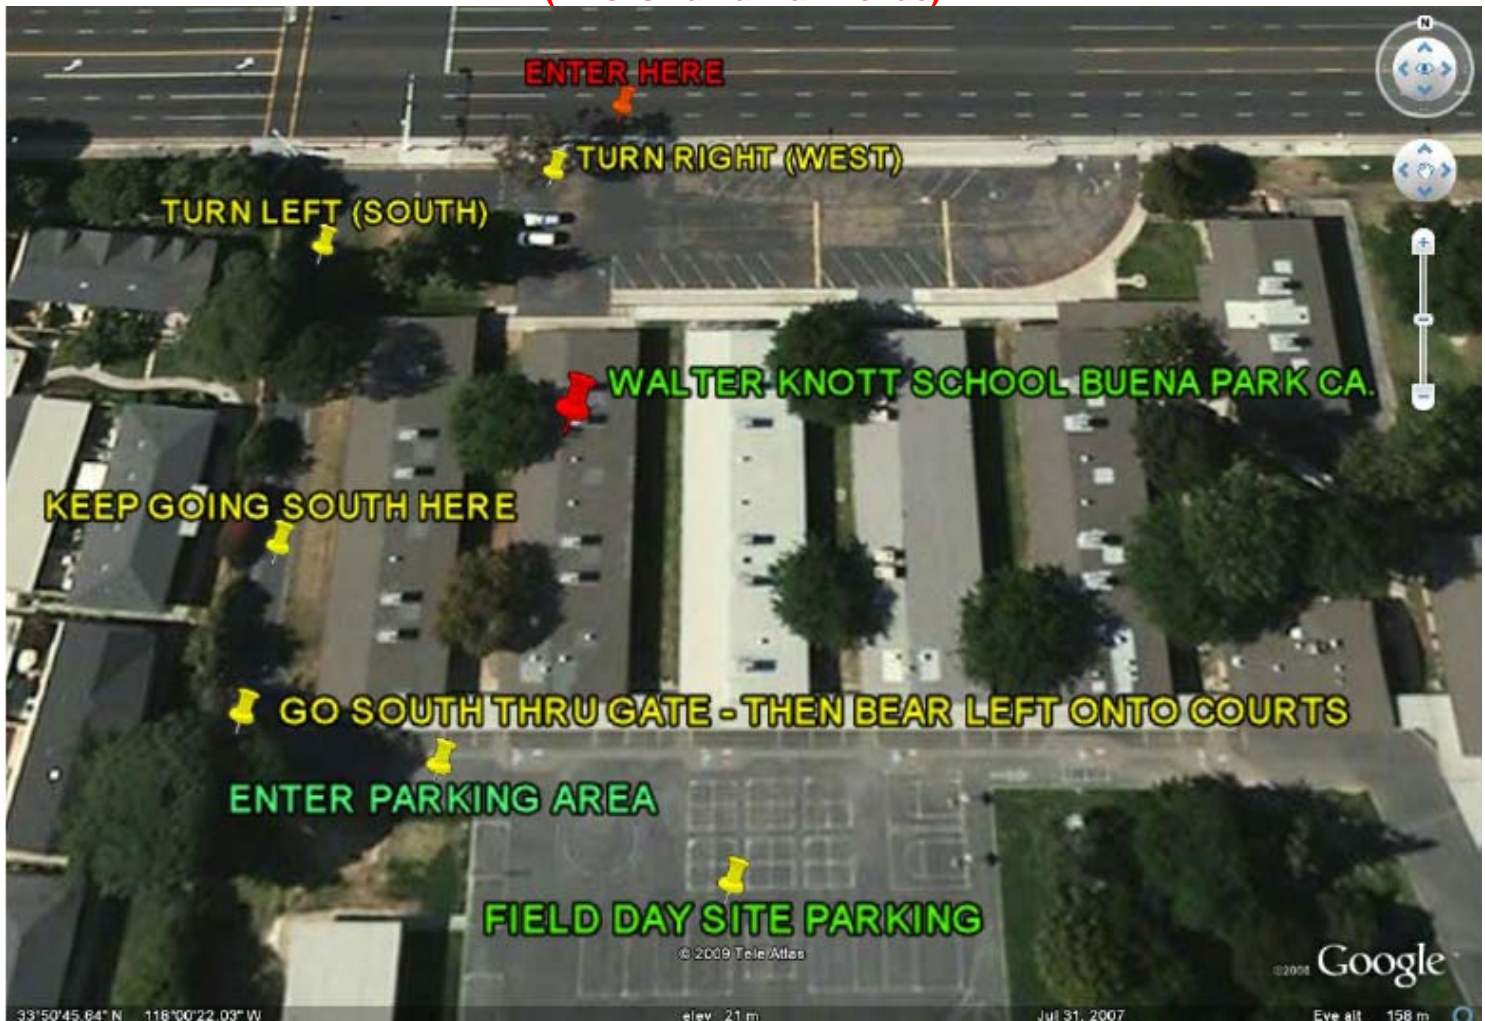 N
ENTER HERE
TURN RIGHT (WEST)
TURN LEFT (SOUTH)
WALTER KNOTT SCHOOL BUENA PARK CA.
KEEP GOING SOUTH HERE
GO SOUTH THRU GATE - THEN BEAR LEFT ONTO COURTS
ENTER PARKING AREA
FIELD DAY SITE PARKING
© 2009 Tele Atlas
©2008 Google
33°50'45.64" N 118°00'22.03" W elev 21 m Jul 31, 2007 Eye alt 158 m